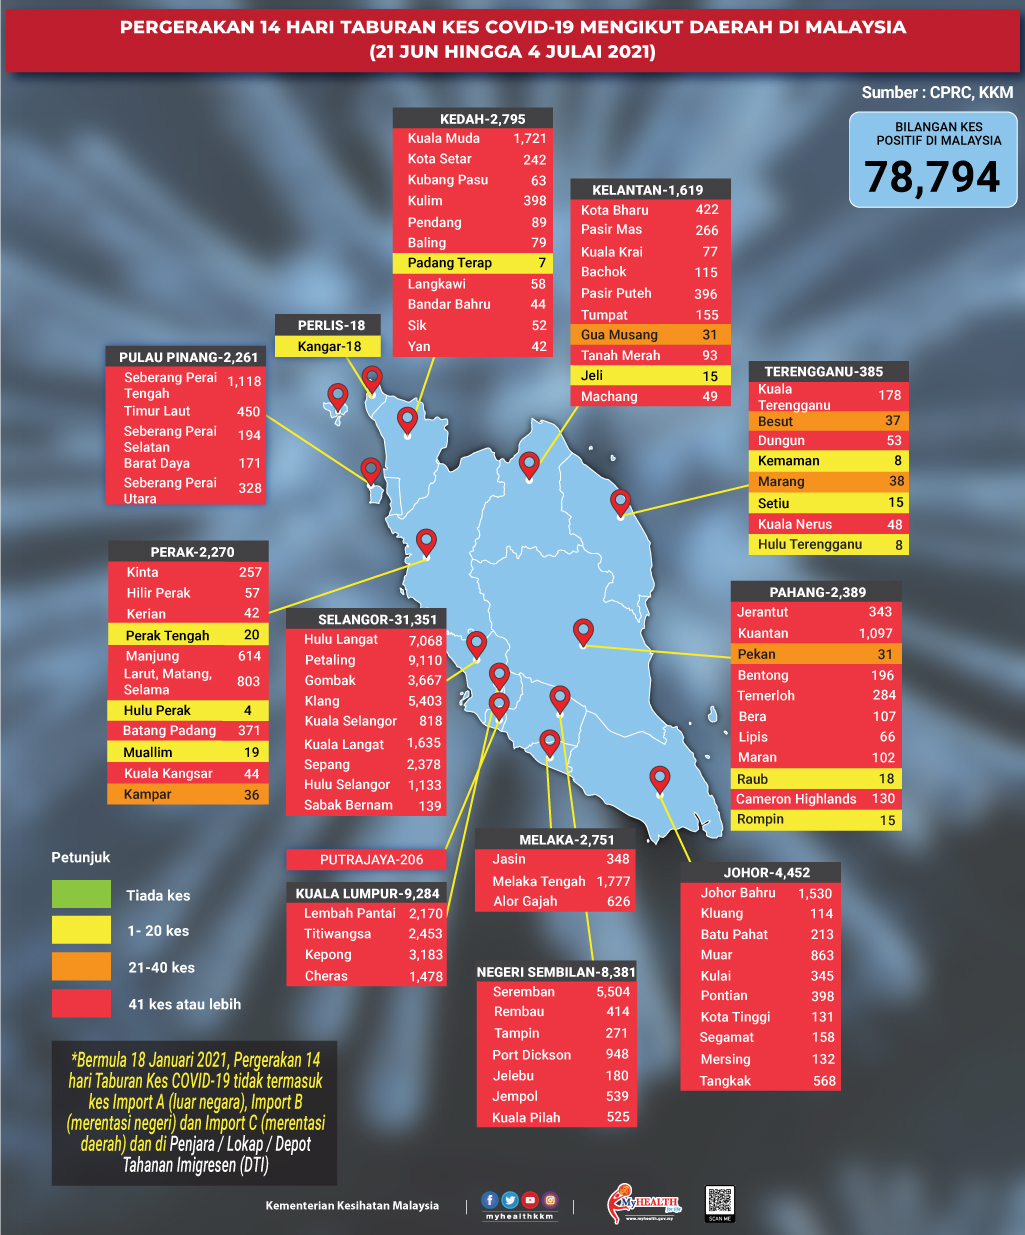 PERGERAKAN 14 HARI TABURAN KES COVID-19 MENGIKUT DAERAH DI MALAYSIA
(21 JUN HINGGA 4 JULAI 2021)
Sumber : CPRC, KKM
BILANGAN KES
POSITIF DI MALAYSIA
78,794
KEDAH-2,795
Kuala Muda 1,721
Kota Setar 242
Kubang Pasu 63
Kulim 398
Pendang 89
Baling 79
Padang Terap 7
Langkawi 58
Bandar Bahru 44
Sik 52
Yan 42
KELANTAN-1,619
Kota Bharu 422
Pasir Mas 266
Kuala Krai 77
Bachok 115
Pasir Puteh 396
Tumpat 155
Gua Musang 31
Tanah Merah 93
Jeli 15
Machang 49
PERLIS-18
Kangar-18
PULAU PINANG-2,261
Seberang Perai
Tengah 1,118
Timur Laut 450
Seberang Perai
Selatan 194
Barat Daya 171
Seberang Perai
Utara 328
TERENGGANU-385
Kuala
Terengganu 178
Besut 37
Dungun 53
Kemaman 8
Marang 38
Setiu 15
Kuala Nerus 48
Hulu Terengganu 8
PERAK-2,270
Kinta 257
Hilir Perak 57
Kerian 42
Perak Tengah 20
Manjung 614
Larut, Matang,
Selama 803
Hulu Perak 4
Batang Padang 371
Muallim 19
Kuala Kangsar 44
Kampar 36
SELANGOR-31,351
Hulu Langat 7,068
Petaling 9,110
Gombak 3,667
Klang 5,403
Kuala Selangor 818
Kuala Langat 1,635
Sepang 2,378
Hulu Selangor 1,133
Sabak Bernam 139
PAHANG-2,389
Jerantut 343
Kuantan 1,097
Pekan 31
Bentong 196
Temerloh 284
Bera 107
Lipis 66
Maran 102
Raub 18
Cameron Highlands 130
Rompin 15
PUTRAJAYA-206
KUALA LUMPUR-9,284
Lembah Pantai 2,170
Titiwangsa 2,453
Kepong 3,183
Cheras 1,478
MELAKA-2,751
Jasin 348
Melaka Tengah 1,777
Alor Gajah 626
NEGERI SEMBILAN-8,381
Seremban 5,504
Rembau 414
Tampin 271
Port Dickson 948
Jelebu 180
Jempol 539
Kuala Pilah 525
JOHOR-4,452
Johor Bahru 1,530
Kluang 114
Batu Pahat 213
Muar 863
Kulai 345
Pontian 398
Kota Tinggi 131
Segamat 158
Mersing 132
Tangkak 568
Petunjuk
Tiada kes
1- 20 kes
21-40 kes
41 kes atau lebih
*Bermula 18 Januari 2021, Pergerakan 14
hari Taburan Kes COVID-19 tidak termasuk
kes Import A (luar negara), Import B
(merentasi negeri) dan Import C (merentasi
daerah) dan di Penjara / Lokap / Depot
Tahanan Imigresen (DTI)
Kementerian Kesihatan Malaysia
myhealthkkm
MyHEALTH
for life
www.myhealth.gov.my
SCAN ME